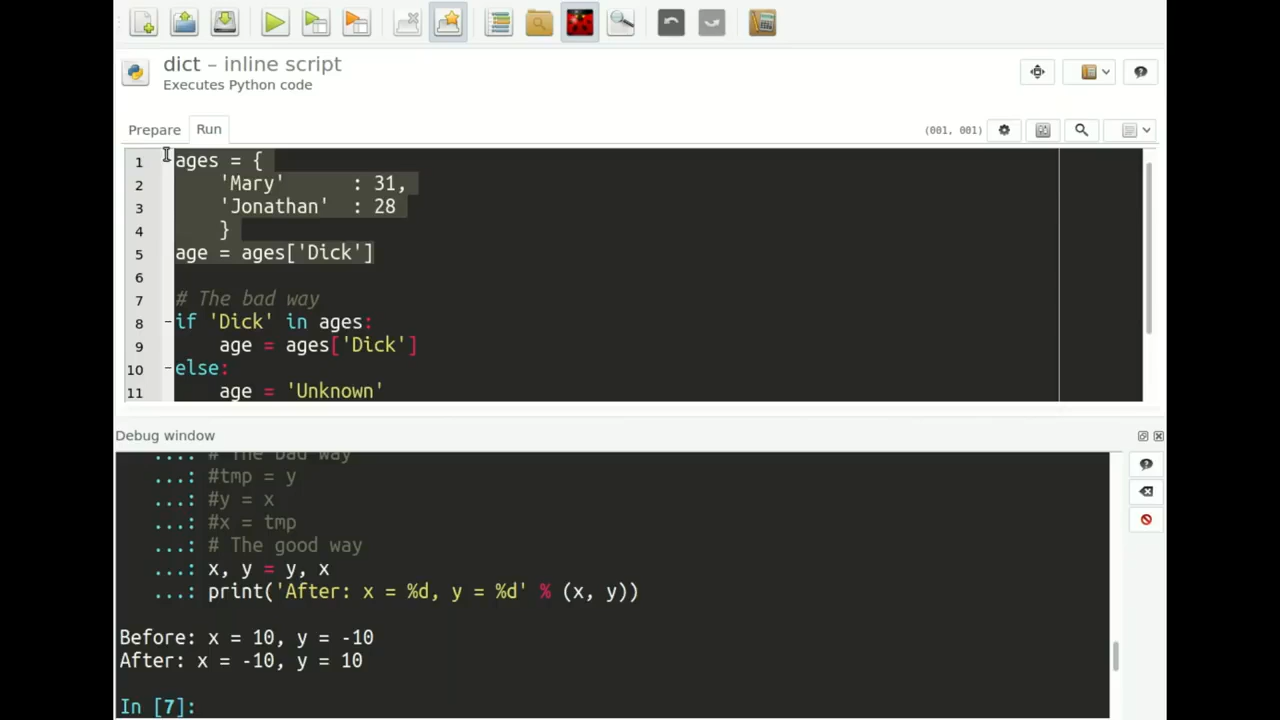 dict – inline script
Executes Python code
Prepare Run (001, 001)
1 ages = {
2 'Mary' : 31,
3 'Jonathan' : 28
4 }
5 age = ages['Dick']
6
7 # The bad way
8 if 'Dick' in ages:
9 age = ages['Dick']
10 else:
11 age = 'Unknown'
Debug window
...: # The bad way
...: #tmp = y
...: #y = x
...: #x = tmp
...: # The good way
...: x, y = y, x
...: print('After: x = %d, y = %d' % (x, y))
Before: x = 10, y = -10
After: x = -10, y = 10
In [7]: